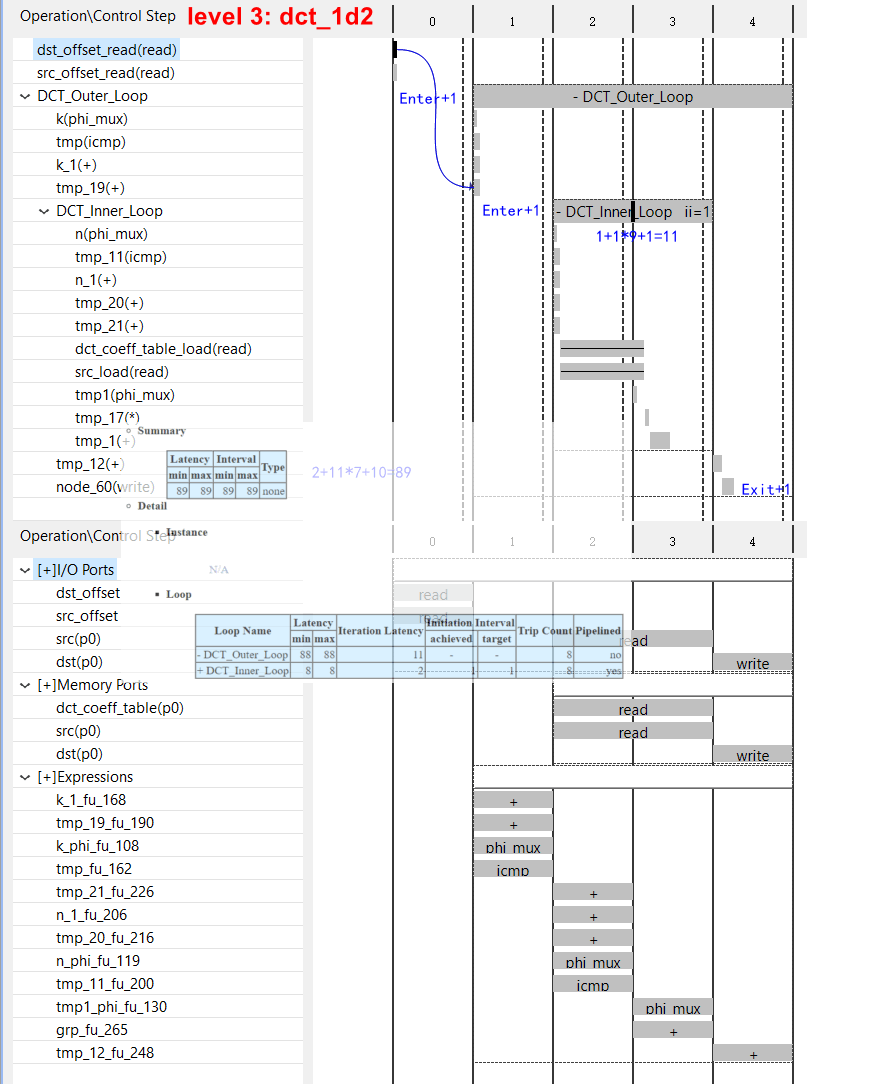 Operation\Control Step level 3: dct_1d2 0 1 2 3 4
dst_offset_read(read)
src_offset_read(read)
DCT_Outer_Loop Enter+1 - DCT_Outer_Loop
k(phi_mux)
tmp(icmp)
k_1(+)
tmp_19(+)
DCT_Inner_Loop Enter+1 - DCT_Inner_Loop ii=1
n(phi_mux) 1+1*9+1=11
tmp_11(icmp)
n_1(+)
tmp_20(+)
tmp_21(+)
dct_coeff_table_load(read)
src_load(read)
tmp1(phi_mux)
tmp_17(*)
Summary
tmp_1(+)
tmp_12(+)
Latency Interval Type
min max min max
2+11*7+10=89
node_60(write) Exit+1
89 89 89 89 none
Detail
Operation\Control Step 0 1 2 3 4
Instance
[+]I/O Ports N/A
dst_offset read
Loop
src_offset read
Loop Name Latency Iteration Latency Initiation Interval Trip Count Pipelined
min max achieved target
src(p0) read
- DCT_Outer_Loop 88 88 11 - - 8 no
dst(p0) write
+ DCT_Inner_Loop 8 8 2 1 1 8 yes
[+]Memory Ports
dct_coeff_table(p0) read
src(p0) read
dst(p0) write
[+]Expressions
k_1_fu_168 +
tmp_19_fu_190 +
k_phi_fu_108 phi_mux
tmp_fu_162 icmp
tmp_21_fu_226 +
n_1_fu_206 +
tmp_20_fu_216 +
n_phi_fu_119 phi_mux
tmp_11_fu_200 icmp
tmp1_phi_fu_130 phi_mux
grp_fu_265 +
tmp_12_fu_248 +